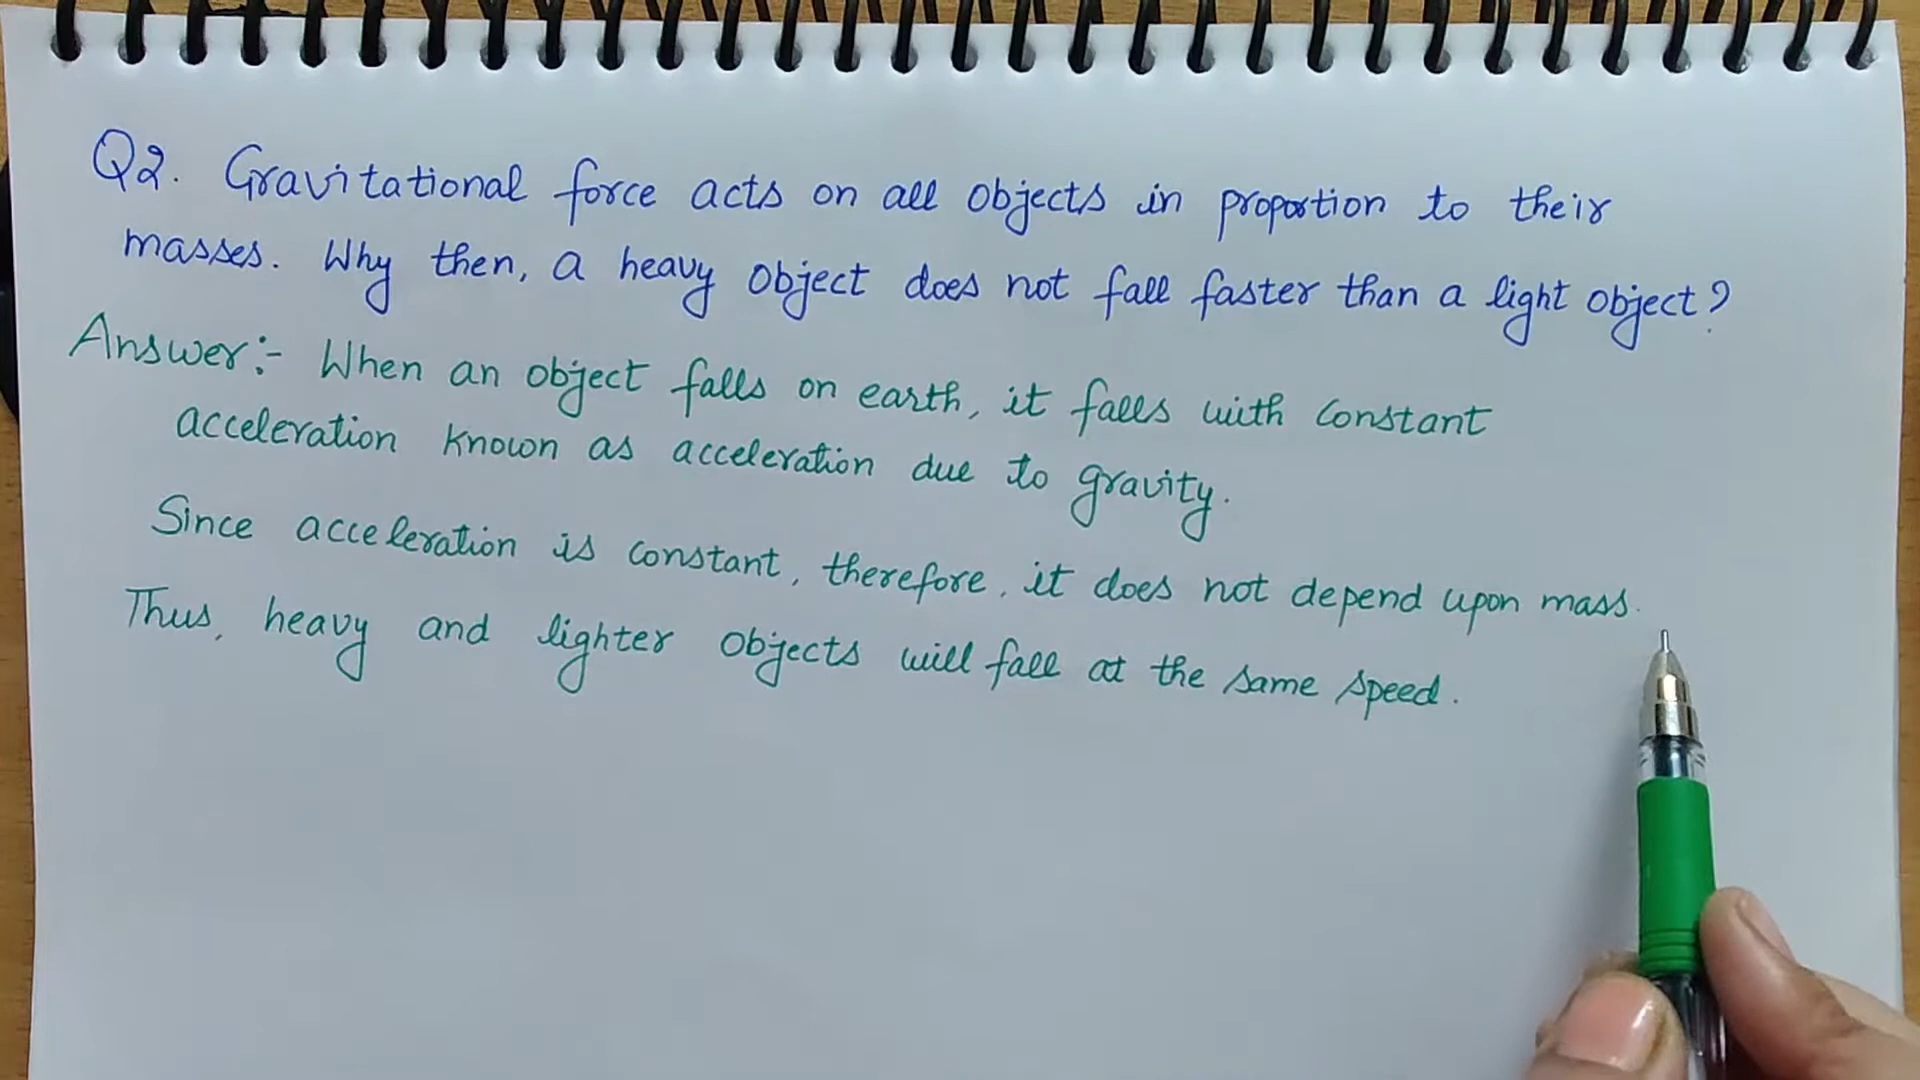 Q2. Gravitational force acts on all objects in proportion to their
masses. Why then, a heavy object does not fall faster than a light object?
Answer:- When an object falls on earth, it falls with constant
acceleration known as acceleration due to gravity.
Since acceleration is constant, therefore, it does not depend upon mass.
Thus, heavy and lighter objects will fall at the same speed.